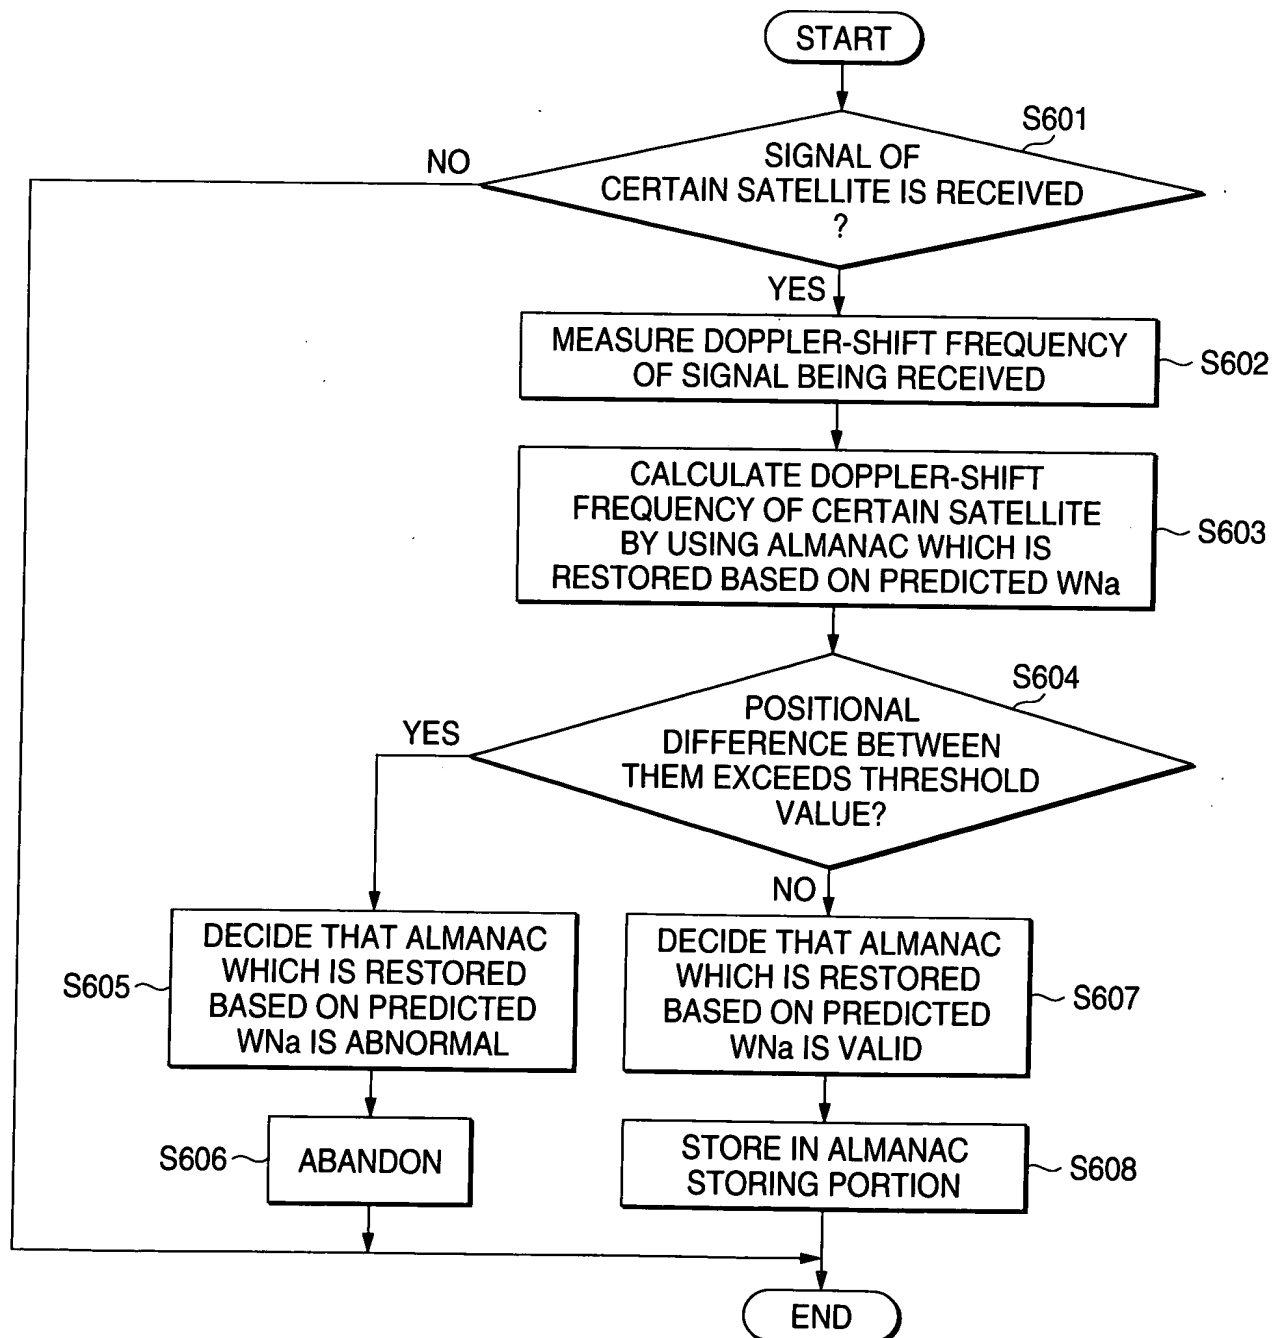 START
S601
NO
SIGNAL OF
CERTAIN SATELLITE IS RECEIVED
?
YES
MEASURE DOPPLER-SHIFT FREQUENCY
OF SIGNAL BEING RECEIVED
S602
CALCULATE DOPPLER-SHIFT
FREQUENCY OF CERTAIN SATELLITE
BY USING ALMANAC WHICH IS
RESTORED BASED ON PREDICTED WNa
S603
S604
YES
POSITIONAL
DIFFERENCE BETWEEN
THEM EXCEEDS THRESHOLD
VALUE?
NO
DECIDE THAT ALMANAC
WHICH IS RESTORED
BASED ON PREDICTED
WNa IS ABNORMAL
S605
DECIDE THAT ALMANAC
WHICH IS RESTORED
BASED ON PREDICTED
WNa IS VALID
S607
S606
ABANDON
STORE IN ALMANAC
STORING PORTION
S608
END